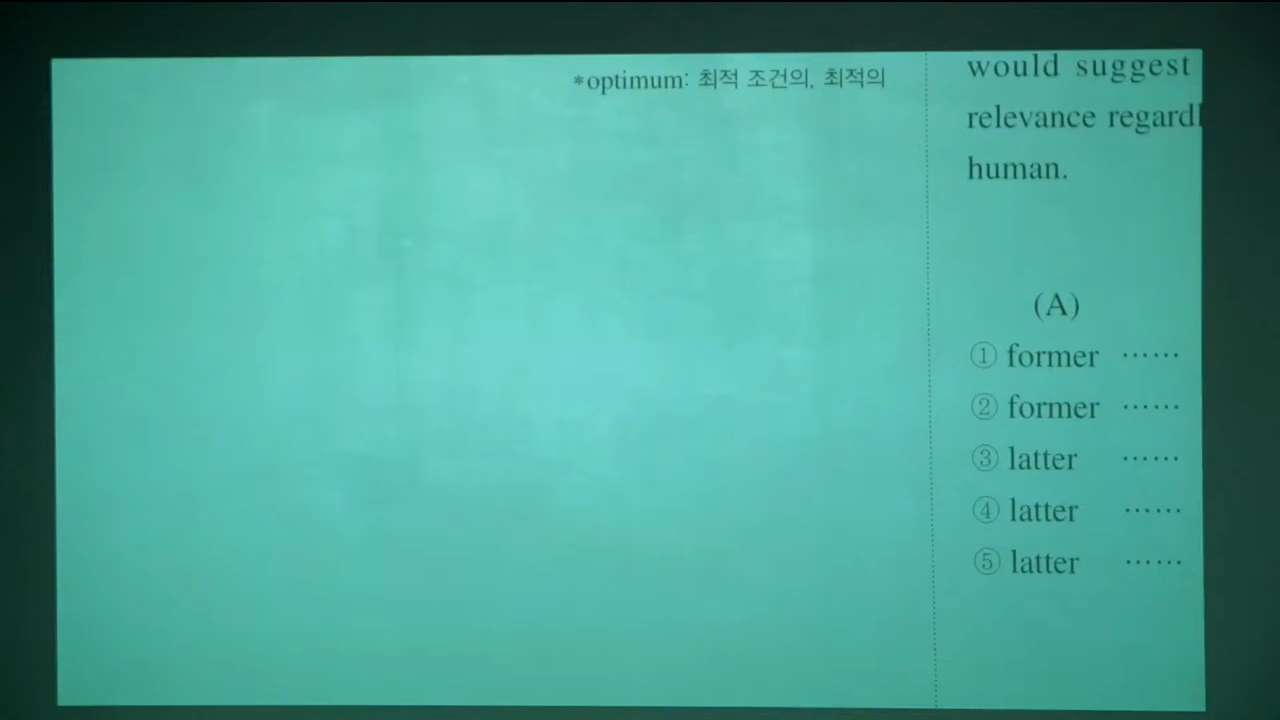 *optimum: 최적 조건의, 최적의
would suggest
relevance
human.
(A)
① former ······
② former ······
③ latter ······
④ latter ······
⑤ latter ······